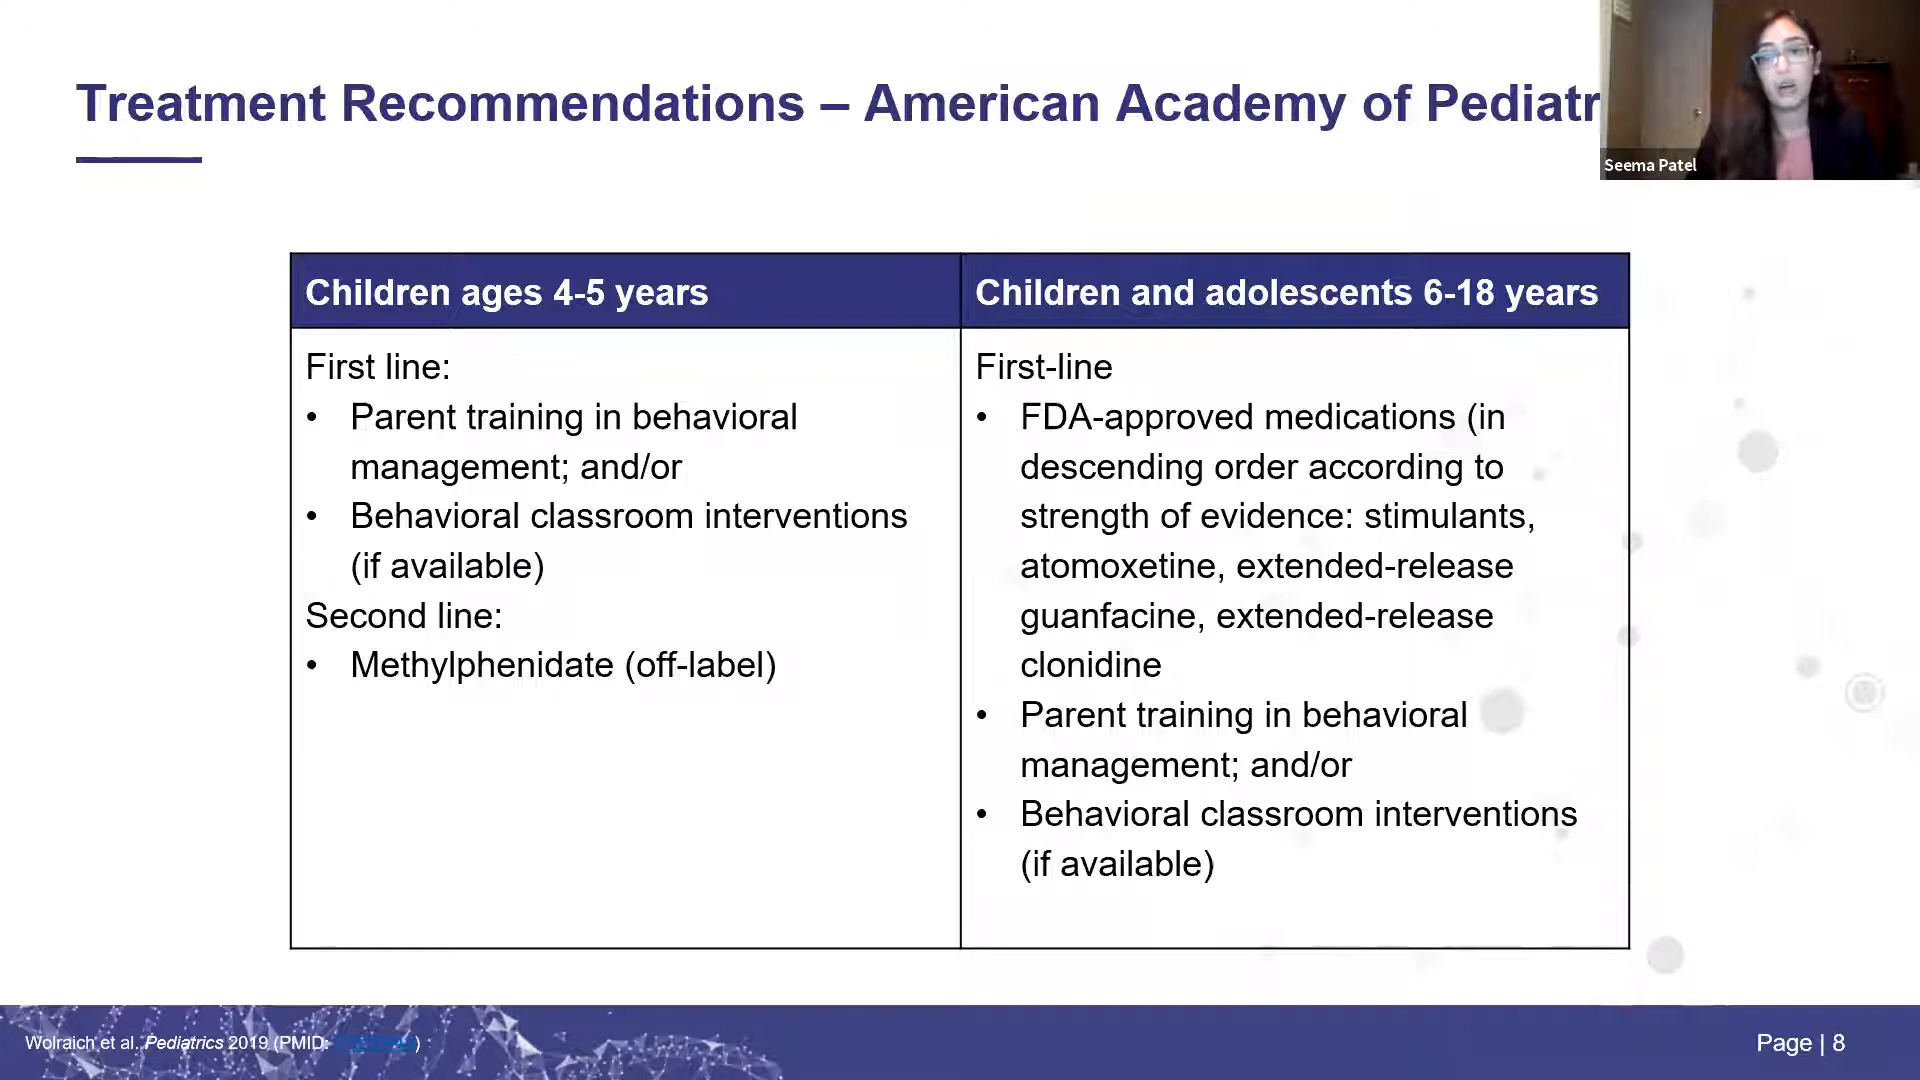 Treatment Recommendations – American Academy of Pediatr
Seema Patel
Children ages 4-5 years
First line:
• Parent training in behavioral
management; and/or
• Behavioral classroom interventions
(if available)
Second line:
• Methylphenidate (off-label)
Children and adolescents 6-18 years
First-line
• FDA-approved medications (in
descending order according to
strength of evidence: stimulants,
atomoxetine, extended-release
guanfacine, extended-release
clonidine
• Parent training in behavioral
management; and/or
• Behavioral classroom interventions
(if available)
Wolraich et al. Pediatrics 2019 (PMID: )
Page | 8